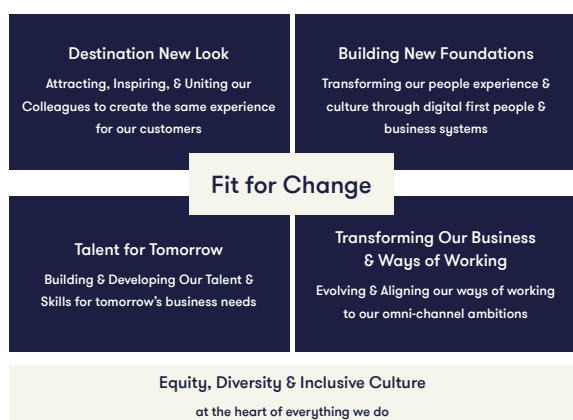 Destination New Look
Attracting, Inspiring, & Uniting our
Colleagues to create the same experience
for our customers
Building New Foundations
Transforming our people experience &
culture through digital first people &
business systems
Fit for Change
Talent for Tomorrow
Building & Developing Our Talent &
Skills for tomorrow's business needs
Transforming Our Business
& Ways of Working
Evolving & Aligning our ways of working
to our omni-channel ambitions
Equity, Diversity & Inclusive Culture
at the heart of everything we do